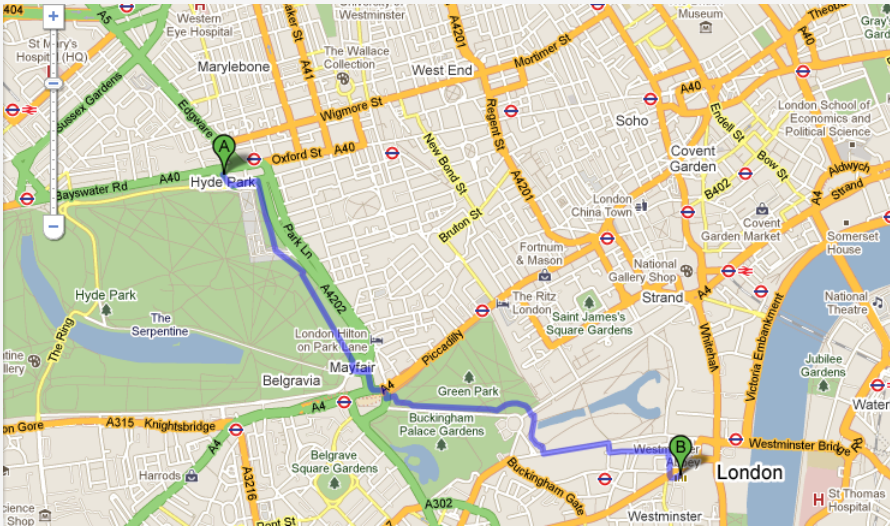 404
A5
Western
Eye Hospital
University of
Westminster
A4201
Museum
A40
St Mary's
Hospital (HQ)
Marylebone
A41
The Wallace
Collection
West End
Mortimer St
A40
Sussex Gardens
Edgware
Wigmore St
Regent St
Soho
Endell St
London School of
Economics and
Political Science
A
Oxford St
A40
New Bond St
Covent
Garden
Bow St
Aldwych
Bayswater Rd
A40
Hyde Park
A4201
B402
A4
Strand
Bruton St
London
China Town
Covent
Garden Market
Somerset
House
Park Ln
Fortnum
& Mason
National
Gallery Shop
A4
Hyde Park
A4202
The Ritz
London
Strand
National
Theatre
The
Serpentine
Saint James's
Square Gardens
The Ring
London Hilton
on Park Lane
Piccadilly
Whitehall
Victoria Embankment
Jubilee
Gardens
Mayfair
Belgravia
A4
Green Park
A4
A315
Knightsbridge
Buckingham
Palace Gardens
B
Westminster Bridge Rd
A4
Belgrave
Square Gardens
London
Harrods
A3216
Buckingham Gate
St Thomas
Hospital
A302
Westminster